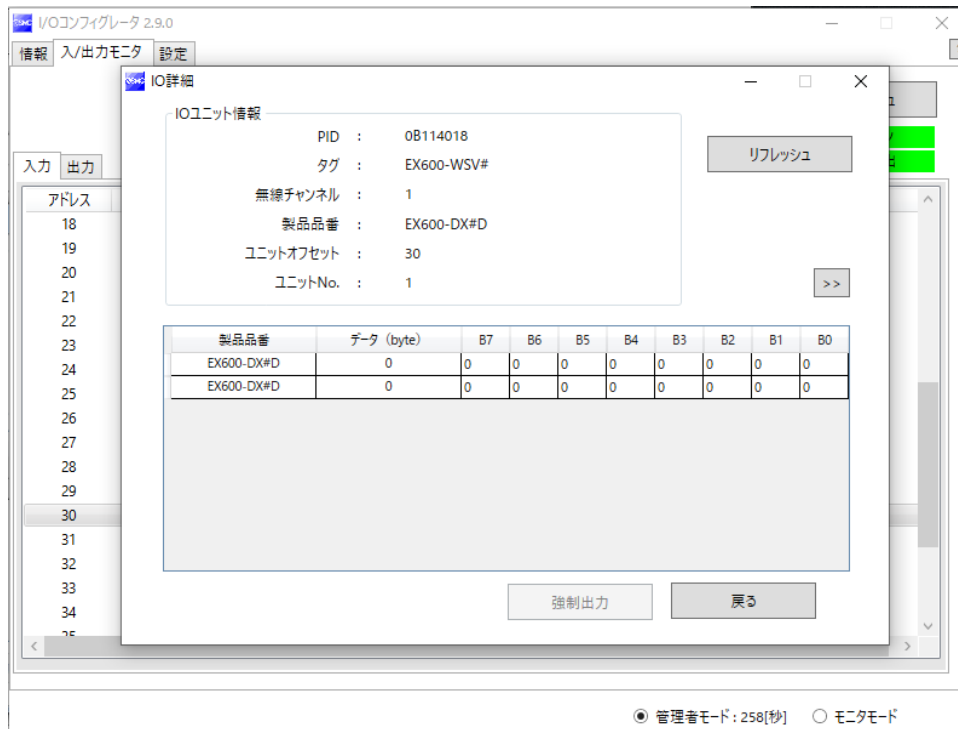 SMC I/Oコンフィグレータ 2.9.0
情報 入/出力モニタ 設定
SMC IO詳細
IOユニット情報
PID : 0B114018
タグ : EX600-WSV#
無線チャンネル : 1
製品品番 : EX600-DX#D
ユニットオフセット : 30
ユニットNo. : 1
リフレッシュ
>>
入力 出力
アドレス
18
19
20
21
22
23
24
25
26
27
28
29
30
31
32
33
34
製品品番 データ (byte) B7 B6 B5 B4 B3 B2 B1 B0
EX600-DX#D 0 0 0 0 0 0 0 0 0
EX600-DX#D 0 0 0 0 0 0 0 0 0
強制出力 戻る
管理者モード : 258[秒] モニタモード